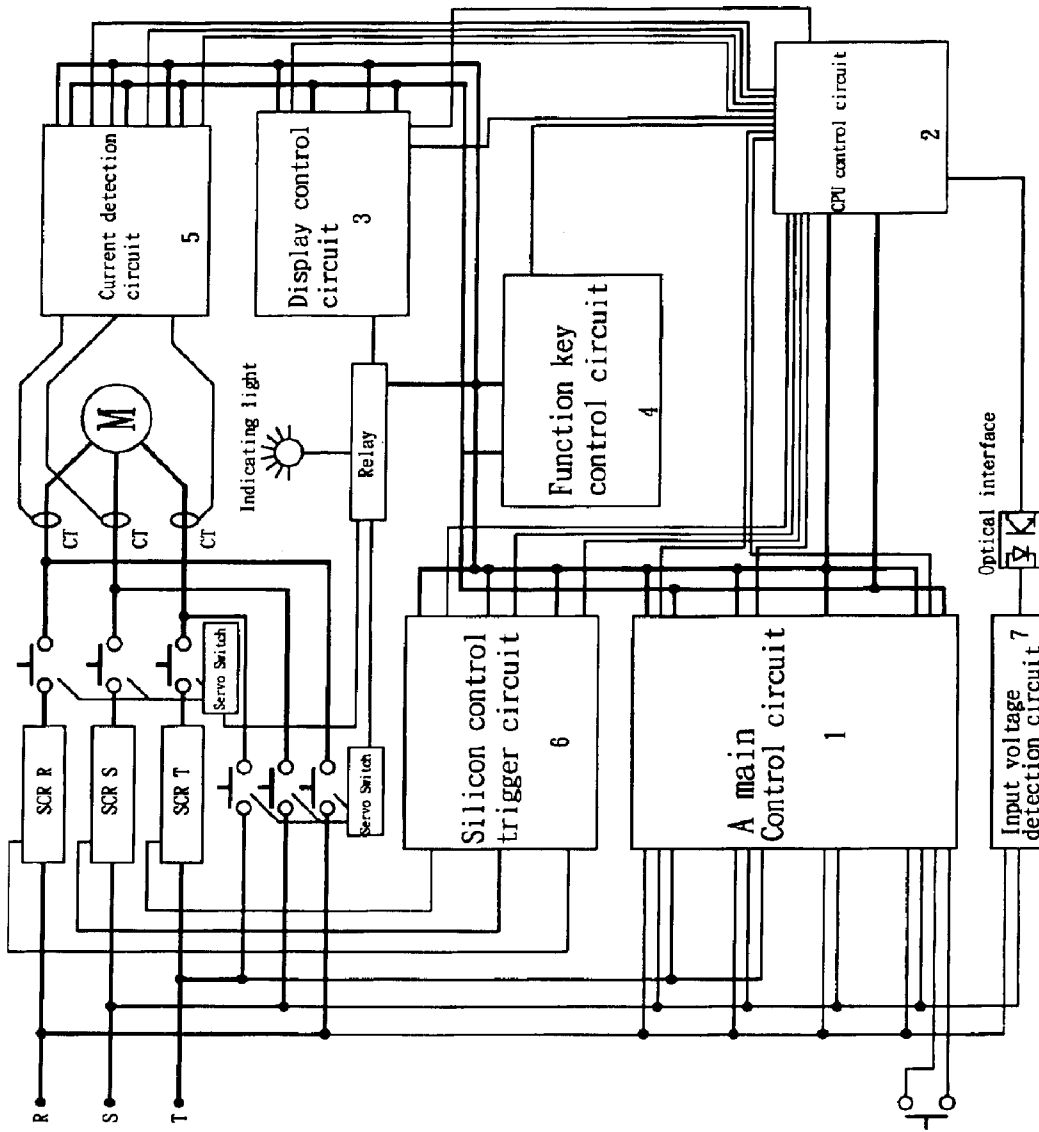 Current detection
circuit
5
Display control
circuit
3
CPU control circuit
2
Function key
control circuit
4
Indicating light
Relay
M
CT
CT
CT
Servo Switch
Servo Switch
SCR R
SCR S
SCR T
Silicon control
trigger circuit
6
A main
Control circuit
1
Optical interface
Input voltage
detection circuit
7
R
S
T